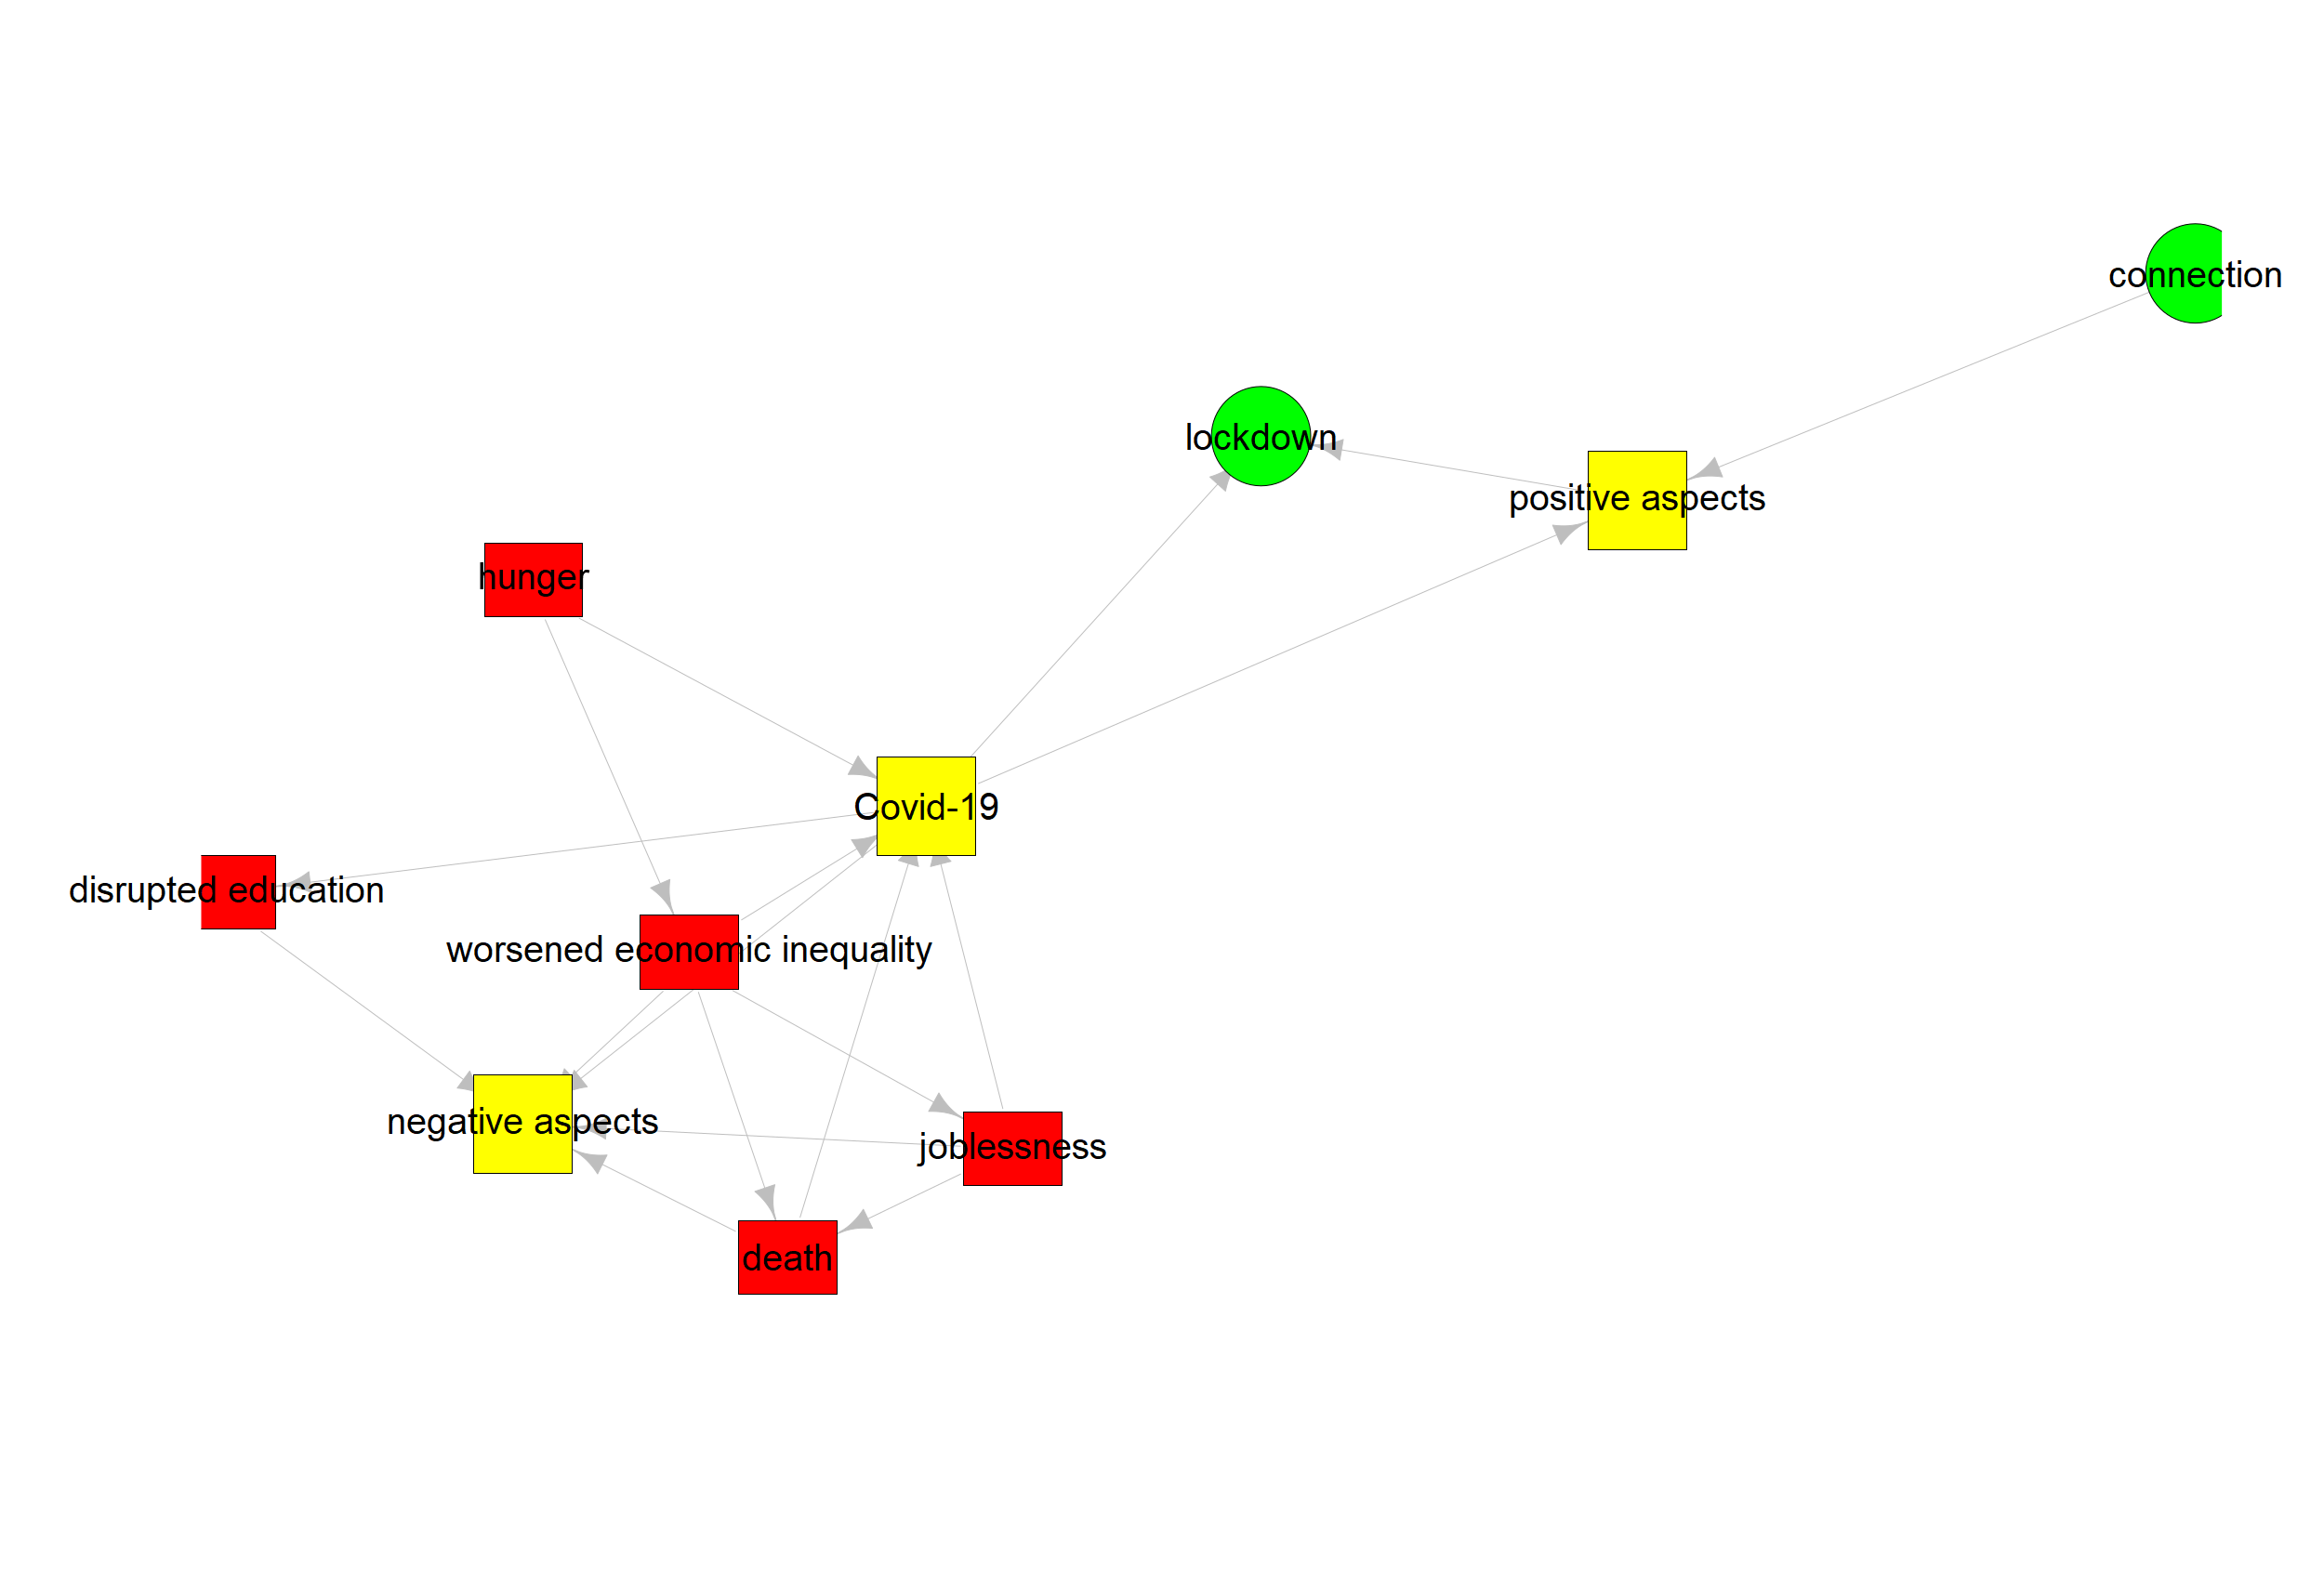 connection
lockdown
positive aspects
hunger
Covid-19
disrupted education
worsened economic inequality
negative aspects
joblessness
death